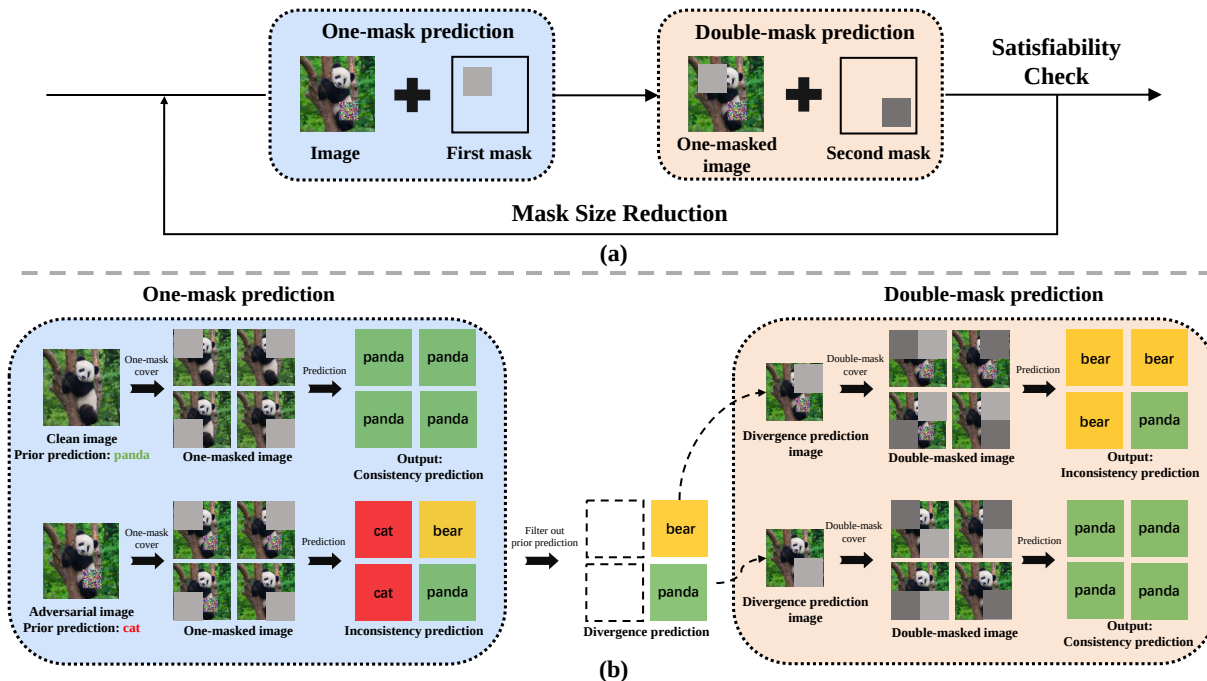 One-mask prediction
Image
First mask
Double-mask prediction
One-masked
image
Second mask
Satisfiability
Check
Mask Size Reduction
(a)
One-mask prediction
Clean image
Prior prediction: panda
One-mask
cover
One-masked image
Prediction
panda panda
panda panda
Output:
Consistency prediction
Adversarial image
Prior prediction: cat
One-mask
cover
One-masked image
Prediction
cat bear
cat panda
Inconsistency prediction
Filter out
prior prediction
bear
panda
Divergence prediction
Double-mask prediction
Divergence prediction
image
Double-mask
cover
Double-masked image
Prediction
bear bear
bear panda
Output:
Inconsistency prediction
Divergence prediction
image
Double-mask
cover
Double-masked image
Prediction
panda panda
panda panda
Output:
Consistency prediction
(b)